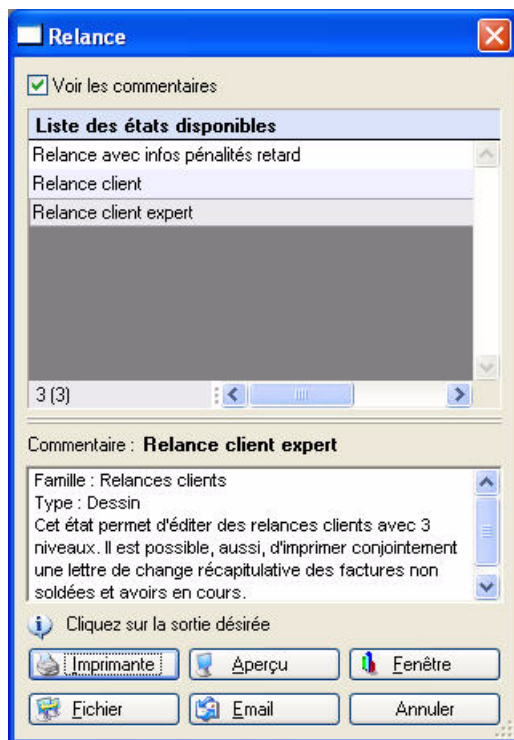 Relance
Voir les commentaires
Liste des états disponibles
Relance avec infos pénalités retard
Relance client
Relance client expert
3 (3)
Commentaire : Relance client expert
Famille : Relances clients
Type : Dessin
Cet état permet d'éditer des relances clients avec 3
niveaux. Il est possible, aussi, d'imprimer conjointement
une lettre de change récapitulative des factures non
soldées et avoirs en cours.
Cliquez sur la sortie désirée
Imprimante Aperçu Fenêtre
Fichier Email Annuler